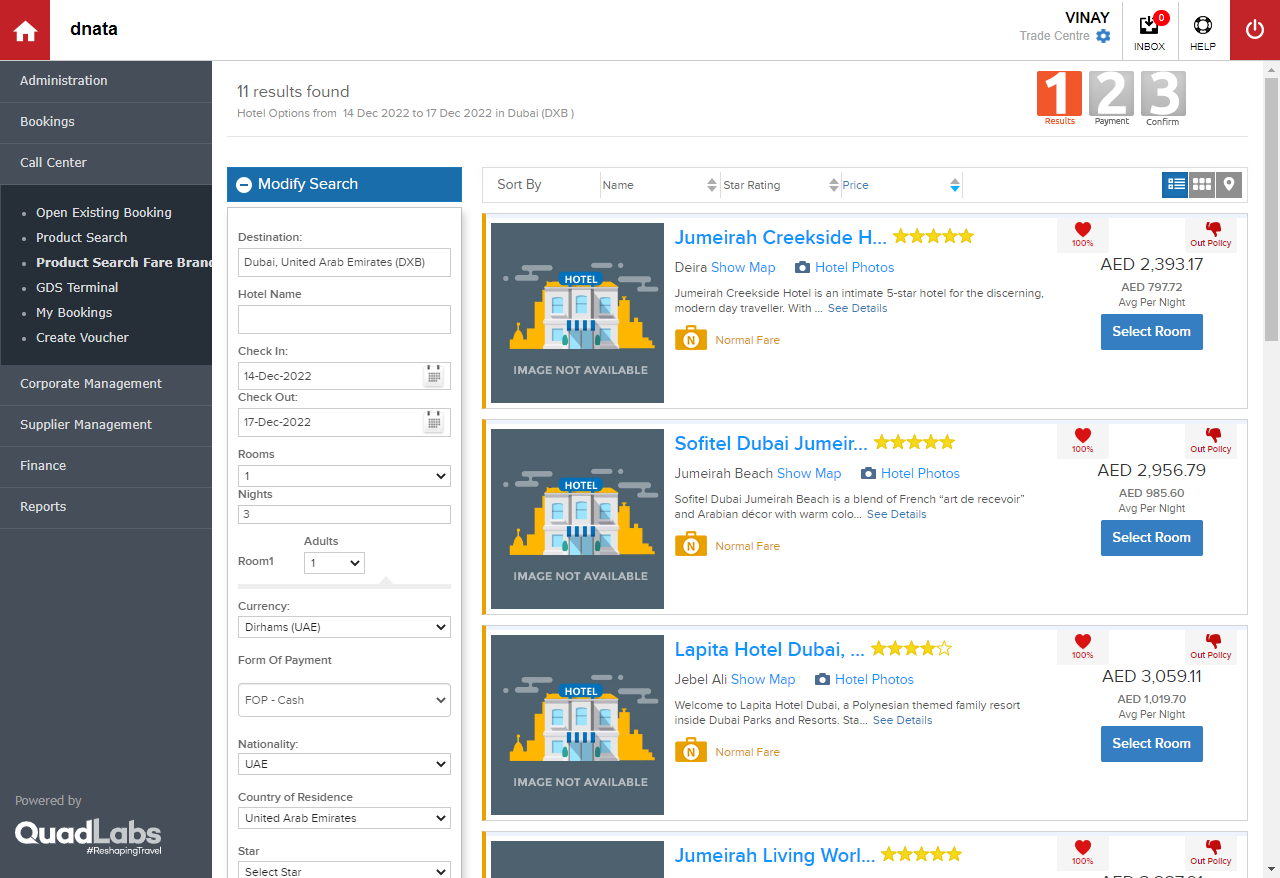 dnata
VINAY
Trade Centre
0
INBOX
HELP
Administration
Bookings
Call Center
Open Existing Booking
Product Search
Product Search Fare Bran
GDS Terminal
My Bookings
Create Voucher
Corporate Management
Supplier Management
Finance
Reports
Powered by
QuadLabs
#ReshapingTravel
11 results found
Hotel Options from 14 Dec 2022 to 17 Dec 2022 in Dubai (DXB )
1 Results
2 Payment
3 Confirm
Modify Search
Destination:
Dubai, United Arab Emirates (DXB)
Hotel Name
Check In:
14-Dec-2022
Check Out:
17-Dec-2022
Rooms
1
Nights
3
Adults
Room1 1
Currency:
Dirhams (UAE)
Form Of Payment
FOP - Cash
Nationality:
UAE
Country of Residence
United Arab Emirates
Star
Select Star
Sort By Name Star Rating Price
HOTEL
IMAGE NOT AVAILABLE
Jumeirah Creekside H...
Deira Show Map Hotel Photos
Jumeirah Creekside Hotel is an intimate 5-star hotel for the discerning,
modern day traveller. With ... See Details
N Normal Fare
100%
Out Policy
AED 2,393.17
AED 797.72
Avg Per Night
Select Room
HOTEL
IMAGE NOT AVAILABLE
Sofitel Dubai Jumeir...
Jumeirah Beach Show Map Hotel Photos
Sofitel Dubai Jumeirah Beach is a blend of French “art de recevoir”
and Arabian décor with warm colo... See Details
N Normal Fare
100%
Out Policy
AED 2,956.79
AED 985.60
Avg Per Night
Select Room
HOTEL
IMAGE NOT AVAILABLE
Lapita Hotel Dubai, ...
Jebel Ali Show Map Hotel Photos
Welcome to Lapita Hotel Dubai, a Polynesian themed family resort
inside Dubai Parks and Resorts. Sta... See Details
N Normal Fare
100%
Out Policy
AED 3,059.11
AED 1,019.70
Avg Per Night
Select Room
Jumeirah Living Worl...
100%
Out Policy